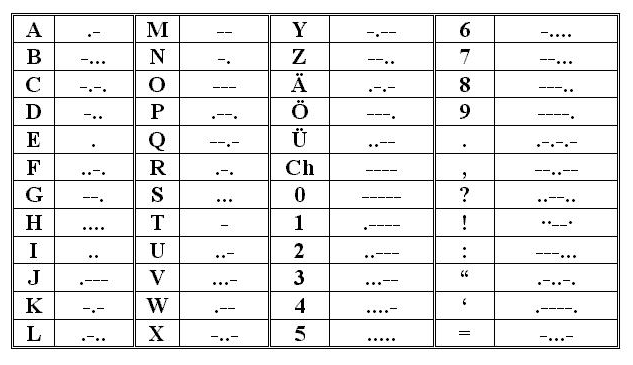 A .- M -- Y -.-- 6 -....
B -... N -. Z --.. 7 --...
C -.-. O --- Ä .-.- 8 ---..
D -.. P .--. Ö ---. 9 ----.
E . Q --.- Ü ..-- . .-.-.-
F ..-. R .-. Ch ---- , --..--
G --. S ... 0 ----- ? ..--..
H .... T - 1 .---- ! ..--.
I .. U ..- 2 ..--- : ---...
J .--- V ...- 3 ...-- “ .-..-.
K -.- W .-- 4 ....- ‘ .----.
L .-.. X -..- 5 ..... = -...-